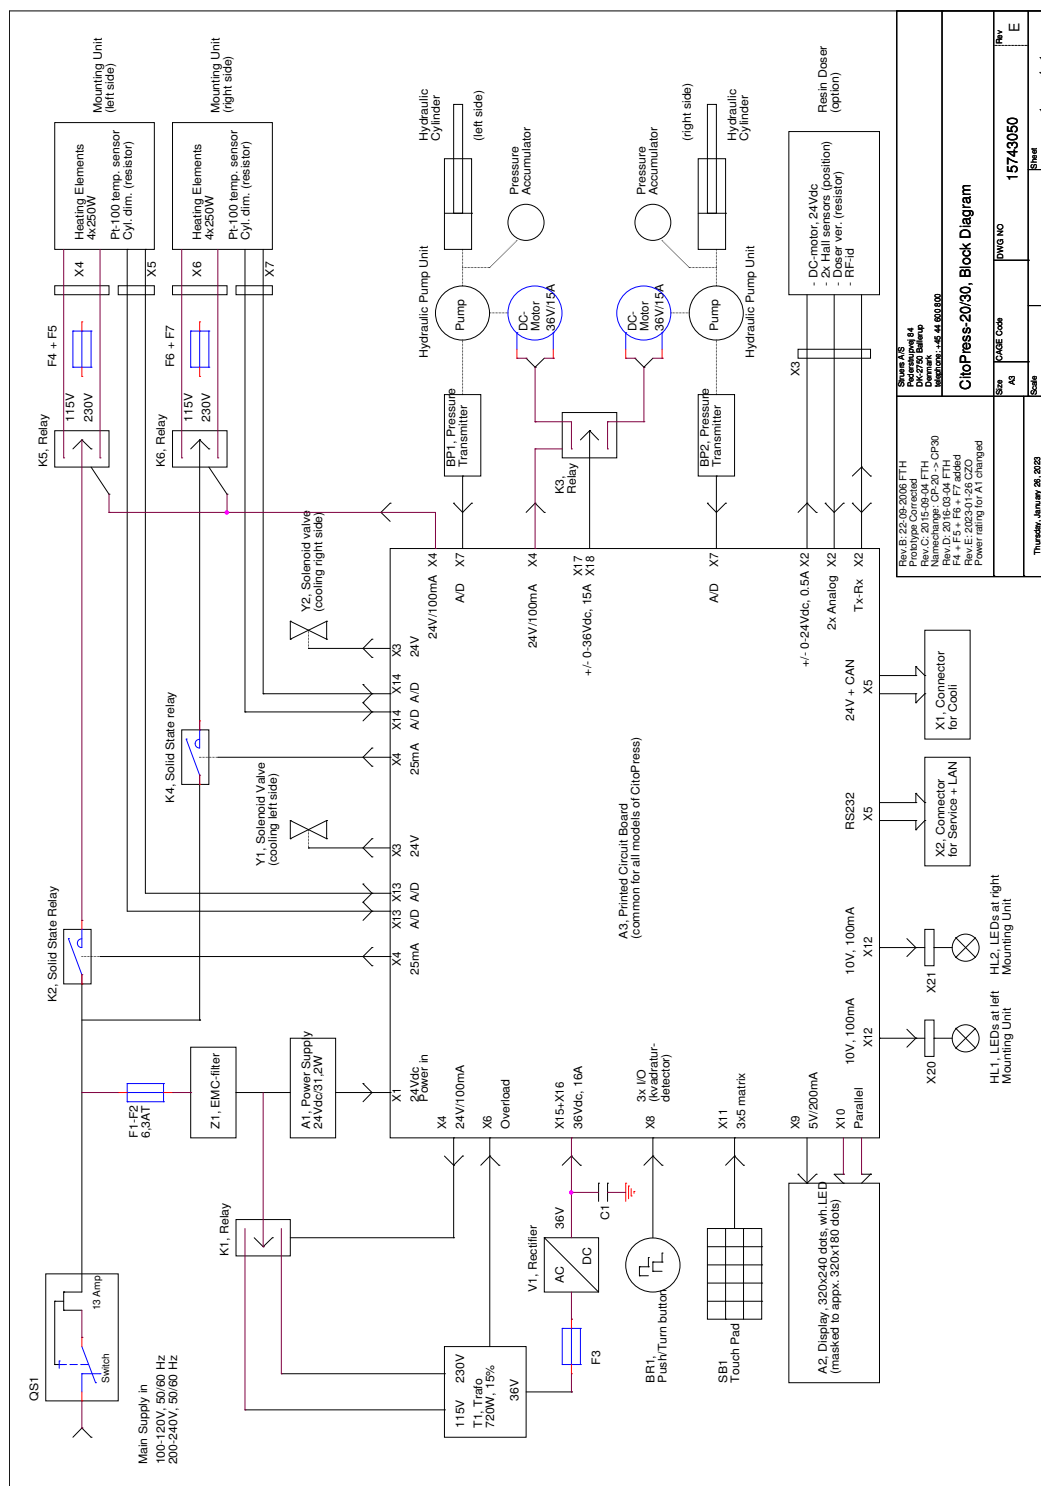 QS1
13 Amp
Switch
Main Supply in
100-120V, 50/60 Hz
200-240V, 50/60 Hz
F1-F2
6,3AT
Z1, EMC-filter
A1, Power Supply
24Vdc/31,2W
K1, Relay
115V 230V
T1, Trafo
720W, 15%
36V
F3
V1, Rectifier
AC
DC
36V
C1
BR1,
Push/Turn button
SB1
Touch Pad
A2, Display, 320x240 dots, wh.LED
(masked to appx. 320x180 dots)
K2, Solid State Relay
K4, Solid State relay
Y1, Solenoid Valve
(cooling left side)
Y2, Solenoid valve
(cooling right side)
K5, Relay
115V
230V
F4 + F5
X4
X5
Heating Elements
4x250W
Pt-100 temp. sensor
Cyl. dim. (resistor)
Mounting Unit
(left side)
K6, Relay
115V
230V
F6 + F7
X6
X7
Heating Elements
4x250W
Pt-100 temp. sensor
Cyl. dim. (resistor)
Mounting Unit
(right side)
X1
24Vdc
Power in
X4
25mA
X13
A/D
X13
A/D
X3
24V
X4
25mA
X14
A/D
X14
A/D
X3
24V
X4
24V/100mA
X6
Overload
X15+X16
36Vdc, 16A
3x I/O
(kvadratur-
detector)
X8
X11
3x5 matrix
X9
5V/200mA
X10
Parallel
A3, Printed Circuit Board
(common for all models of CitoPress)
X4
24V/100mA
X7
A/D
X4
24V/100mA
X17
X18
+/- 0-36Vdc, 15A
X7
A/D
+/- 0-24Vdc, 0.5A X2
2x Analog X2
Tx-Rx X2
BP1, Pressure
Transmitter
Pump
Hydraulic Pump Unit
DC-
Motor
36V/15A
Hydraulic
Cylinder
(left side)
Pressure
Accumulator
K3,
Relay
DC-
Motor
36V/15A
Pressure
Accumulator
BP2, Pressure
Transmitter
Pump
Hydraulic Pump Unit
(right side)
Hydraulic
Cylinder
X3
- DC-motor, 24Vdc
- 2x Hall sensors (position)
- Doser ver. (resistor)
- RF-id
Resin Doser
(option)
10V, 100mA
X12
X20
HL1, LEDs at left
Mounting Unit
10V, 100mA
X12
X21
HL2, LEDs at right
Mounting Unit
RS232
X5
X2, Connector
for Service + LAN
24V + CAN
X5
X1, Connector
for Cooli
Rev.B: 22-09-2006 FTH
Prototype Corrected
Rev.C: 2015-09-04 FTH
Namechange: CP-20 -> CP30
Rev.D: 2016-03-04 FTH
F4 + F5 + F6 + F7 added
Rev.E: 2023-01-26 CZO
Power rating for A1 changed
Thursday, January 26, 2023
Struers A/S
Pederstrupvej 84
DK-2750 Ballerup
Denmark
telephone: +45 44 600 800
CitoPress-20/30, Block Diagram
Size
A3
CAGE Code
DWG NO
15743050
Rev
E
Scale
Sheet